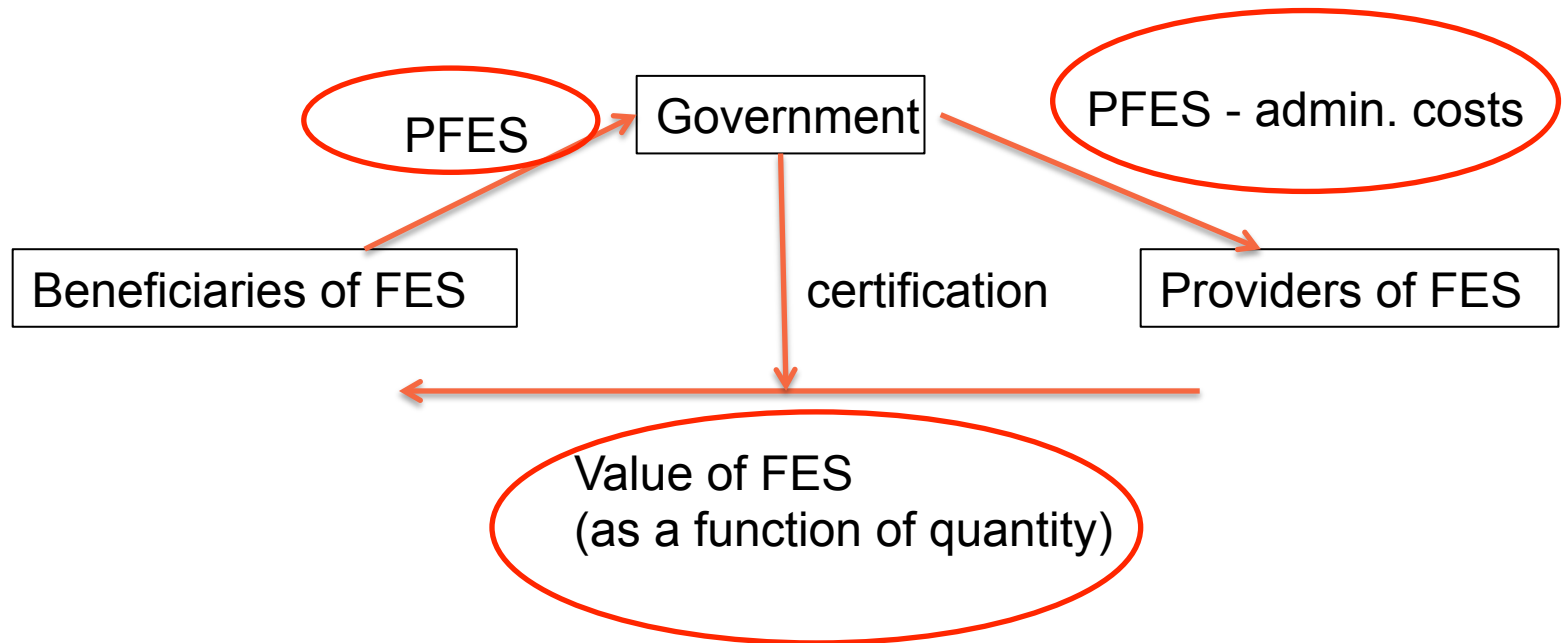 PFES
Government
PFES - admin. costs
Beneficiaries of FES
certification
Providers of FES
Value of FES
(as a function of quantity)